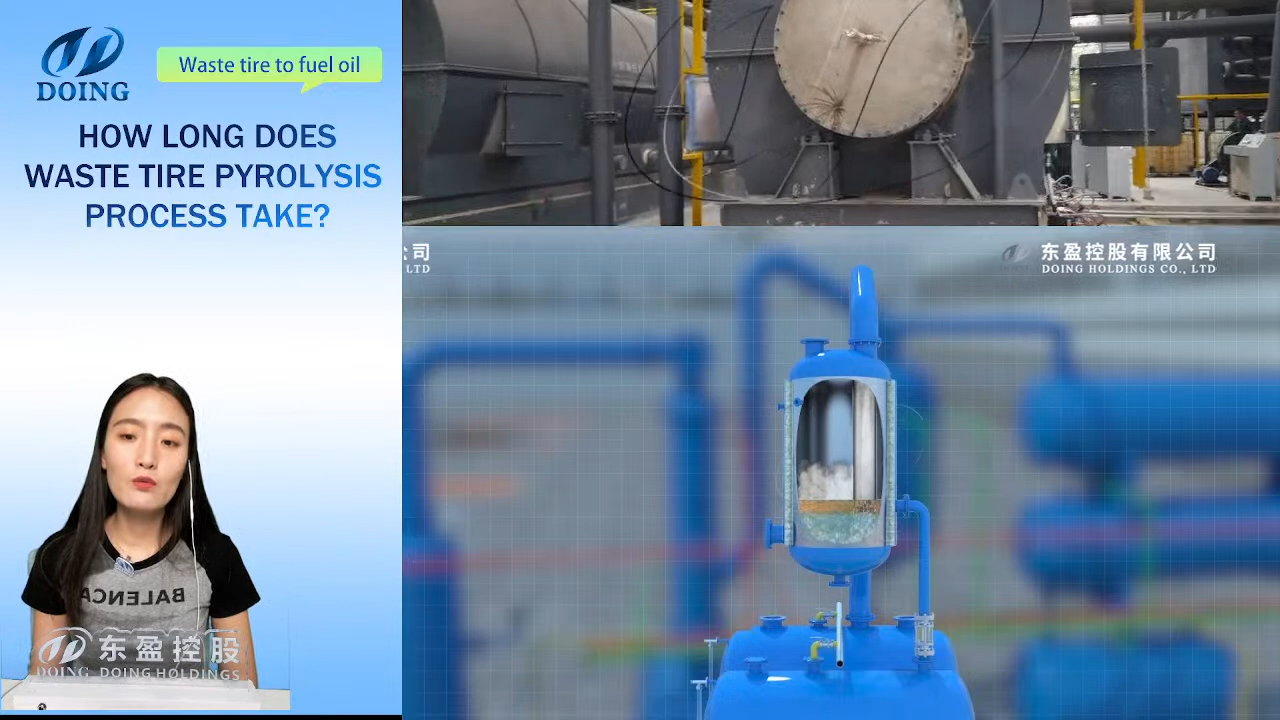 DOING
Waste tire to fuel oil
HOW LONG DOES
WASTE TIRE PYROLYSIS
PROCESS TAKE?
公司
LTD
东盈控股有限公司
DOING HOLDINGS CO., LTD
BALENCA
东盈控股
DOING DOING HOLDINGS